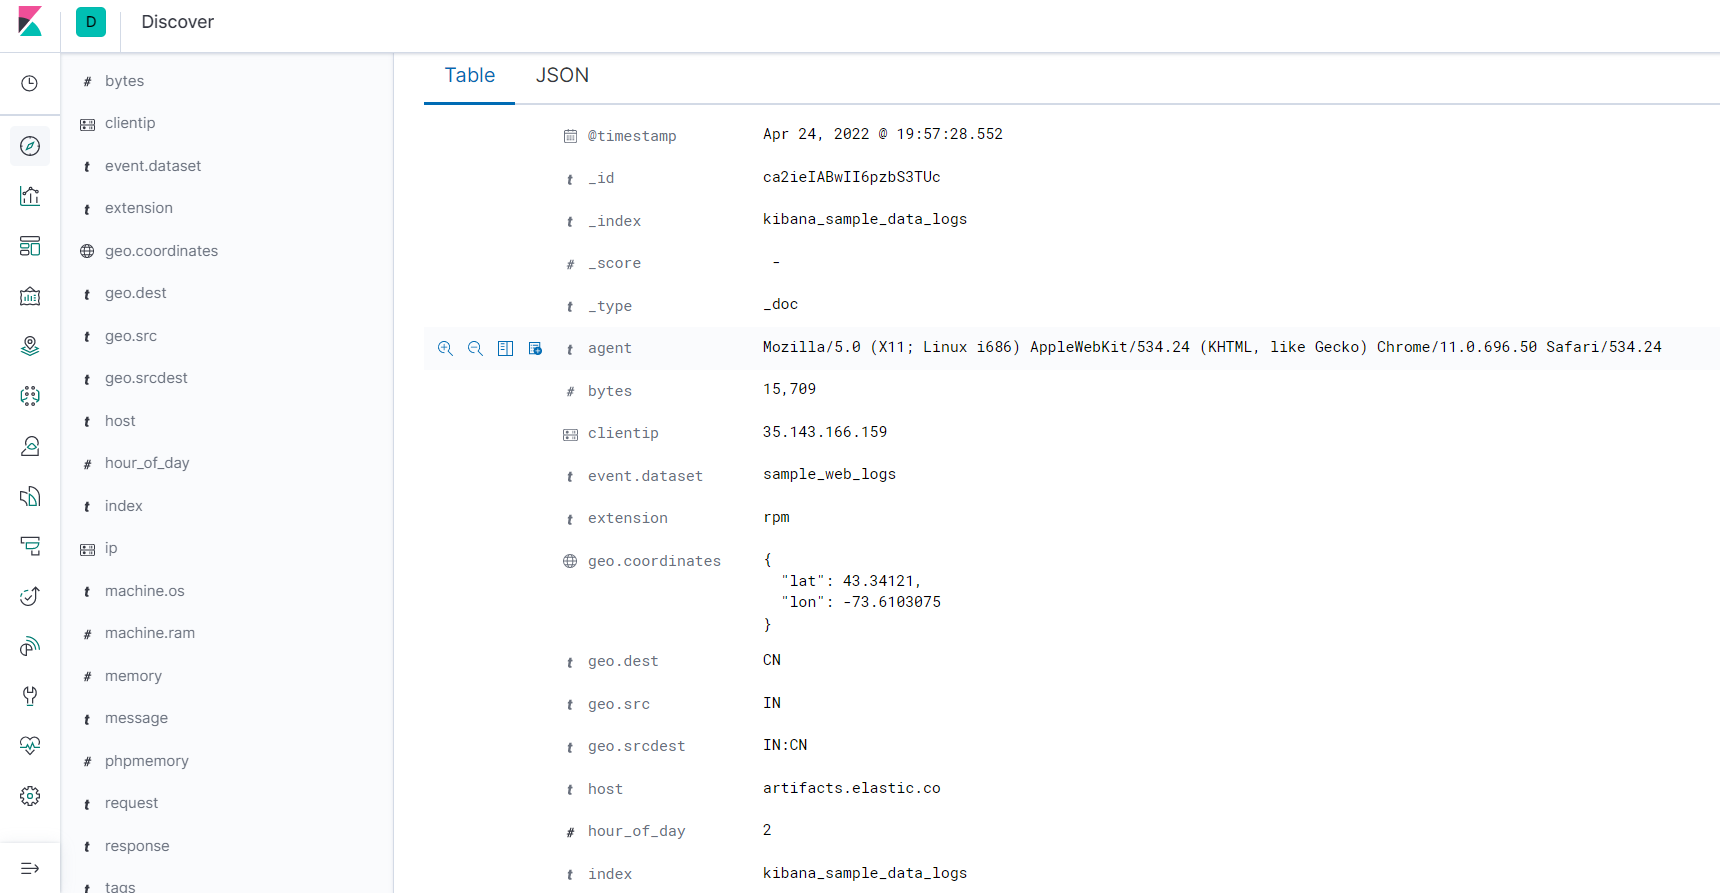 D Discover
bytes
clientip
event.dataset
extension
geo.coordinates
geo.dest
geo.src
geo.srcdest
host
hour_of_day
index
ip
machine.os
machine.ram
memory
message
phpmemory
request
response
tags
Table JSON
@timestamp Apr 24, 2022 @ 19:57:28.552
t _id ca2ieIABwII6pzbS3TUc
t _index kibana_sample_data_logs
# _score -
t _type _doc
t agent Mozilla/5.0 (X11; Linux i686) AppleWebKit/534.24 (KHTML, like Gecko) Chrome/11.0.696.50 Safari/534.24
# bytes 15,709
clientip 35.143.166.159
t event.dataset sample_web_logs
t extension rpm
geo.coordinates {
"lat": 43.34121,
"lon": -73.6103075
}
t geo.dest CN
t geo.src IN
t geo.srcdest IN:CN
t host artifacts.elastic.co
# hour_of_day 2
t index kibana_sample_data_logs